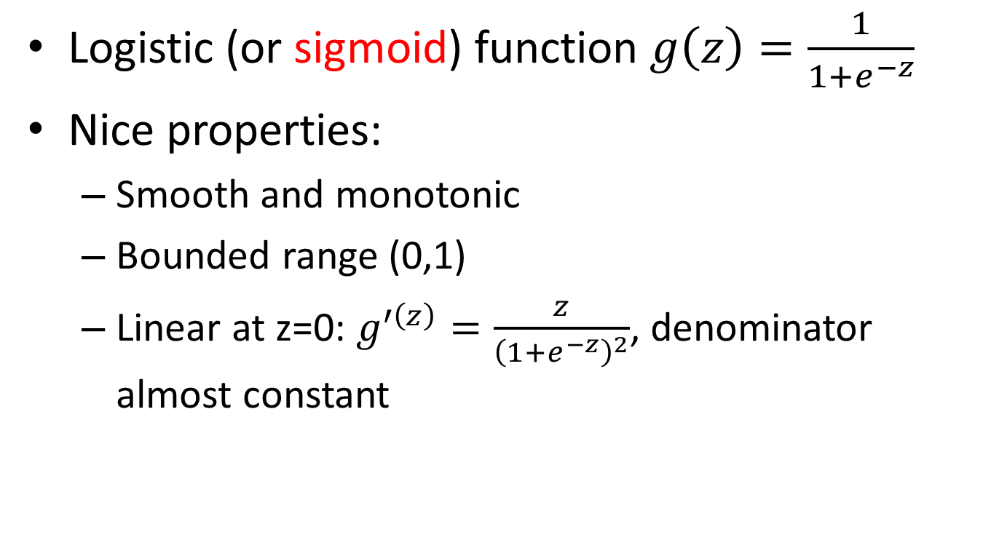 • Logistic (or sigmoid) function $g(z) = \frac{1}{1+e^{-z}}$
• Nice properties:
– Smooth and monotonic
– Bounded range (0,1)
– Linear at z=0: $g'^{(z)} = \frac{z}{(1+e^{-z})^2}$, denominator
almost constant